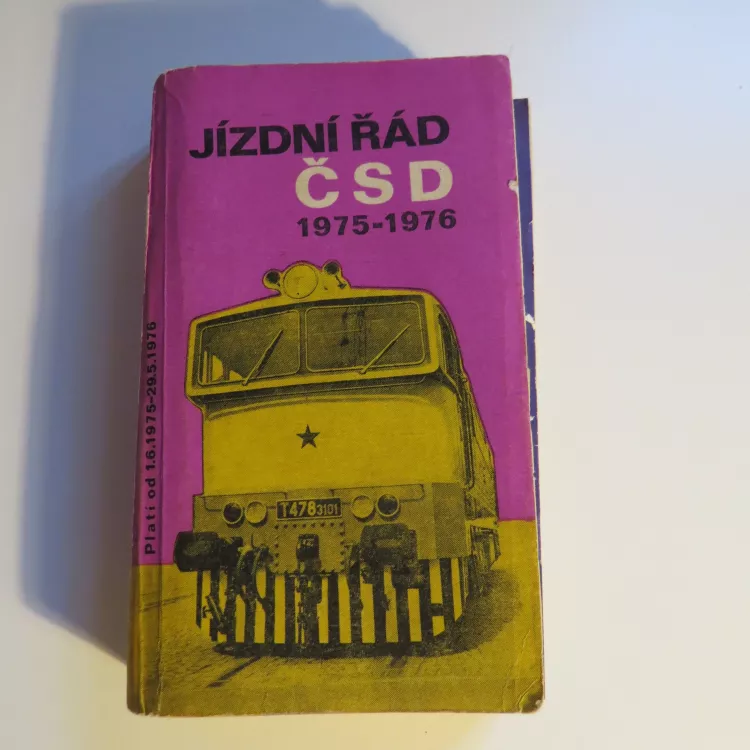 JÍZDNÍ ŘÁD
ČSD
1975-1976
Platí od 1.6.1975-29.5.1976
T478 3101